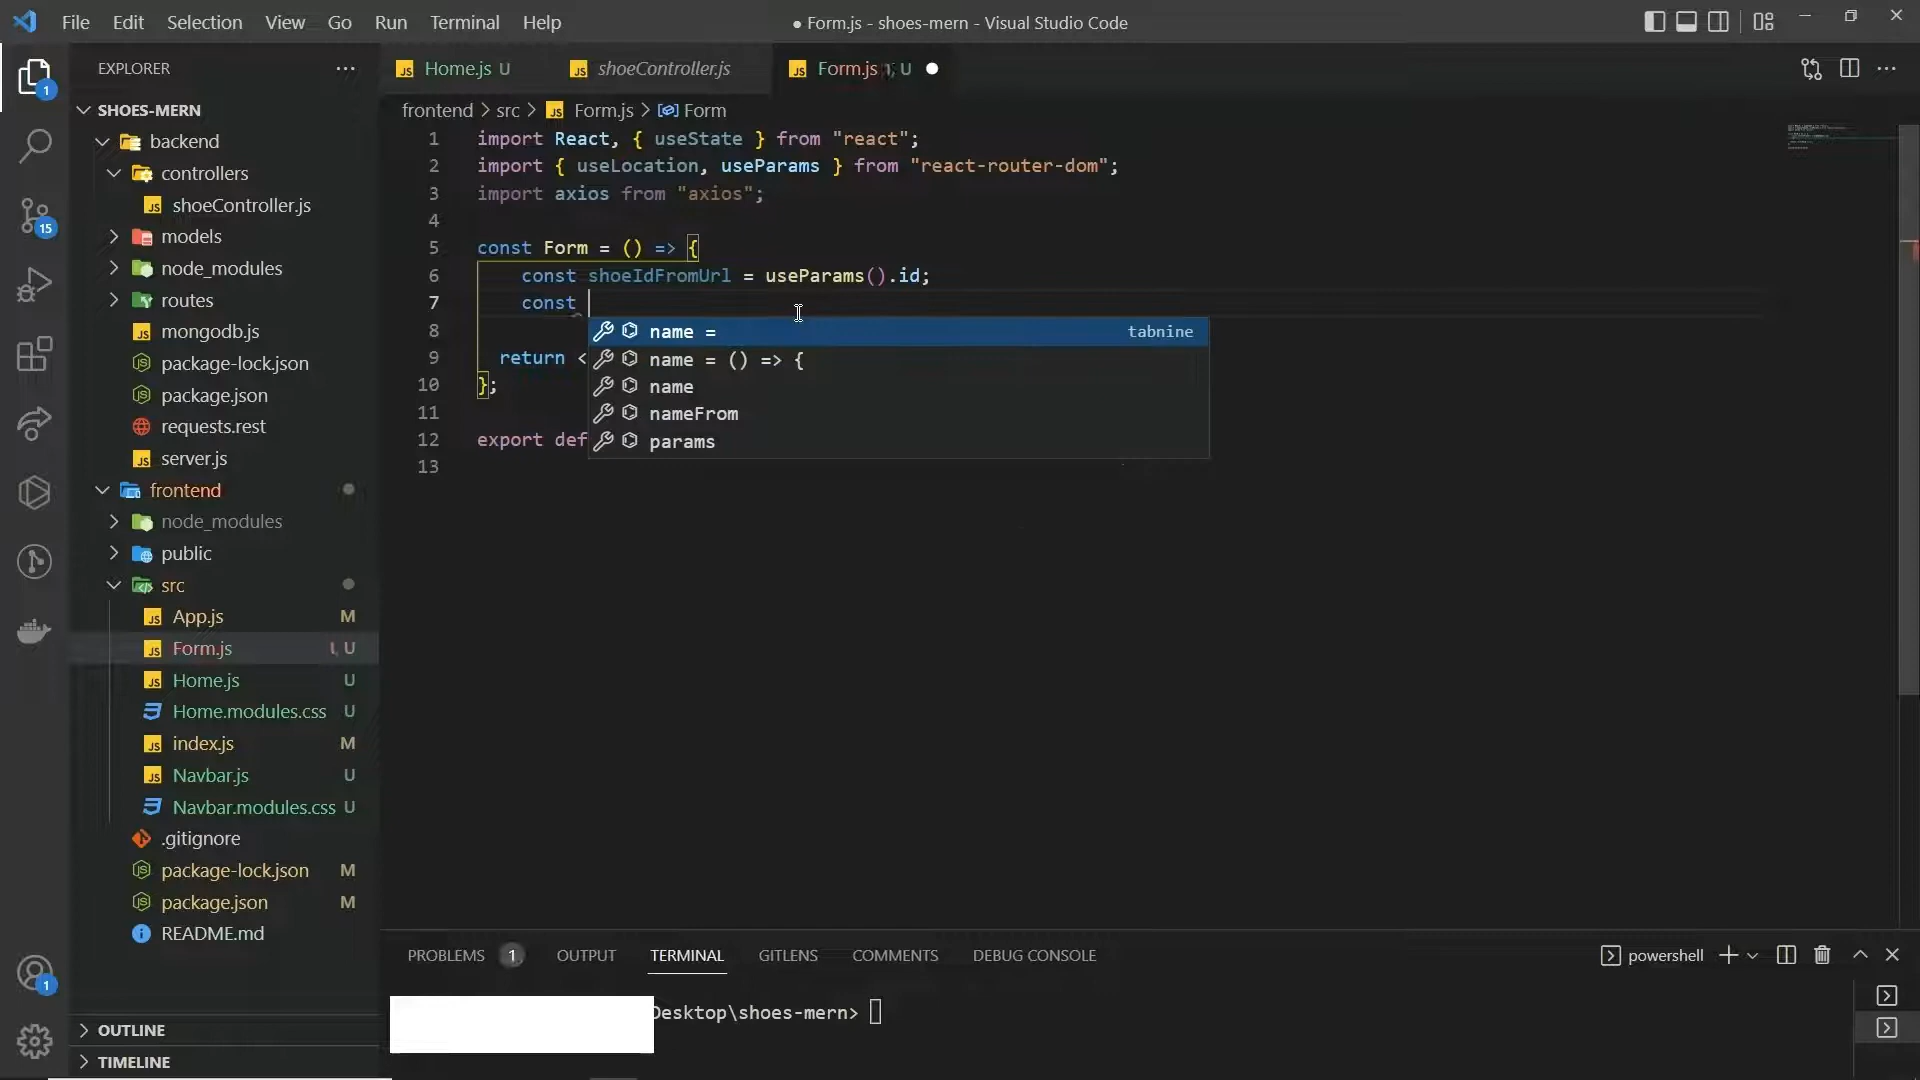 File Edit Selection View Go Run Terminal Help
● Form.js - shoes-mern - Visual Studio Code
EXPLORER
Home.js U
shoeController.js
Form.js U
frontend > src > Form.js > Form
1
SHOES-MERN
backend
controllers
shoeController.js
models
node_modules
routes
mongodb.js
package-lock.json
package.json
requests.rest
server.js
frontend
node_modules
public
src
App.js M
Form.js U
Home.js U
Home.modules.css U
index.js M
Navbar.js U
Navbar.modules.css U
.gitignore
package-lock.json M
package.json M
README.md
OUTLINE
TIMELINE
15
1
1 import React, { useState } from "react";
2 import { useLocation, useParams } from "react-router-dom";
3 import axios from "axios";
4
5 const Form = () => {
6 const shoeIdFromUrl = useParams().id;
7 const
8
9 return <
10 };
11
12 export def
13
name = tabnine
name = () => {
name
nameFrom
params
PROBLEMS 1 OUTPUT TERMINAL GITLENS COMMENTS DEBUG CONSOLE
powershell
Desktop\shoes-mern>